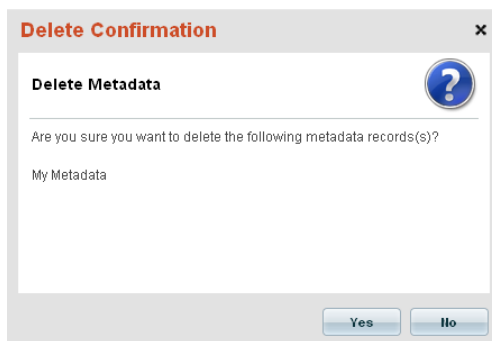 Delete Confirmation
Delete Metadata
Are you sure you want to delete the following metadata records(s)?
My Metadata
Yes
No